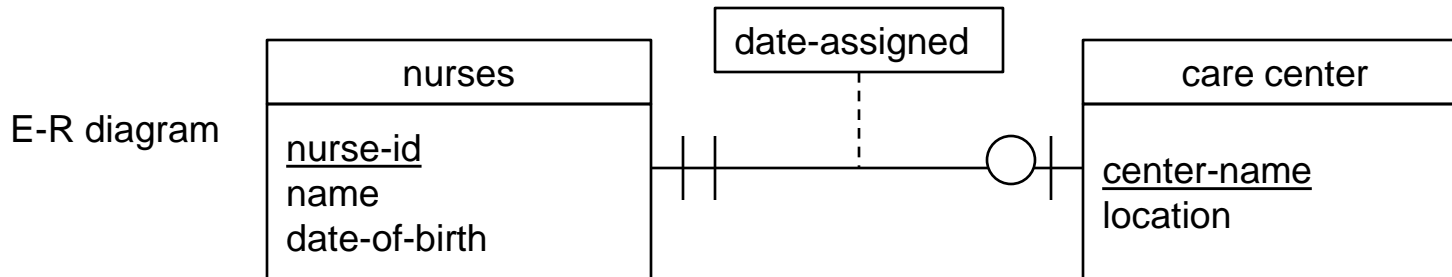 E-R diagram
nurses
nurse-id
name
date-of-birth
date-assigned
care center
center-name
location